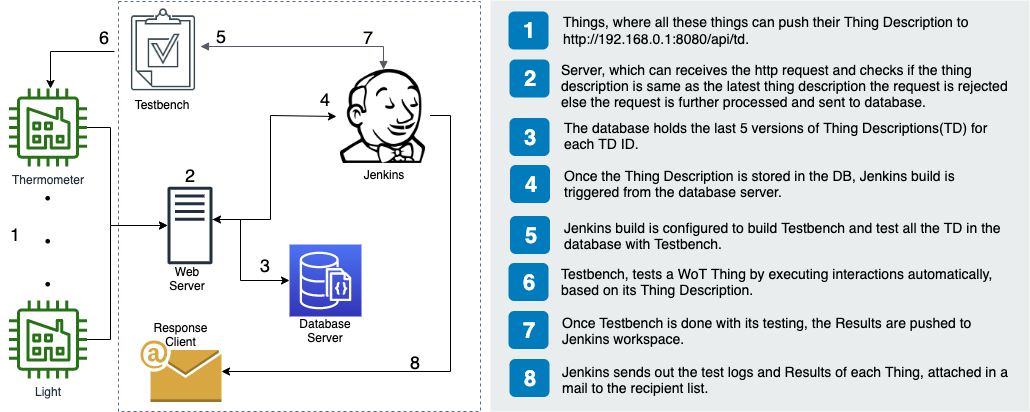 6
5
7
Testbench
4
Thermometer
Jenkins
2
1
Web
Server
3
Database
Server
Response
Client
@
8
Light
1
Things, where all these things can push their Thing Description to
http://192.168.0.1:8080/api/td.
2
Server, which can receives the http request and checks if the thing
description is same as the latest thing description the request is rejected
else the request is further processed and sent to database.
3
The database holds the last 5 versions of Thing Descriptions(TD) for
each TD ID.
4
Once the Thing Description is stored in the DB, Jenkins build is
triggered from the database server.
5
Jenkins build is configured to build Testbench and test all the TD in the
database with Testbench.
6
Testbench, tests a WoT Thing by executing interactions automatically,
based on its Thing Description.
7
Once Testbench is done with its testing, the Results are pushed to
Jenkins workspace.
8
Jenkins sends out the test logs and Results of each Thing, attached in a
mail to the recipient list.